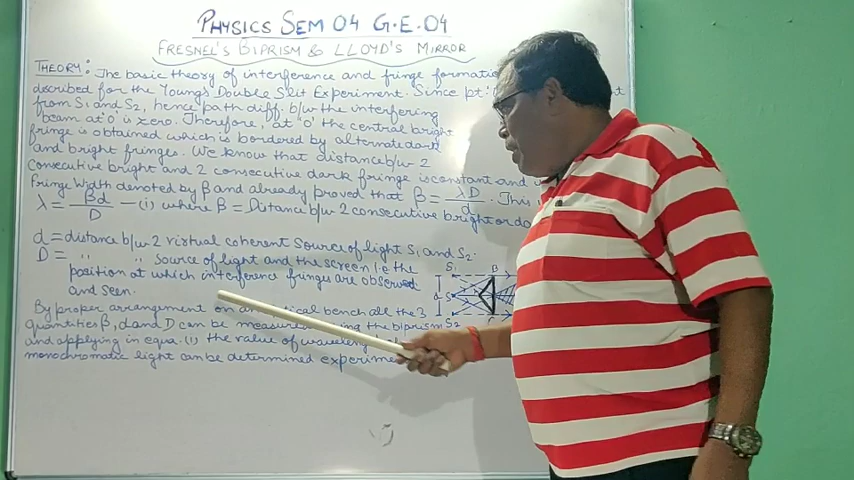 PHYSICS SEM 04 G.E.04
FRESNEL'S BIPRISM & LLOYD'S MIRROR
THEORY: The basic theory of interference and fringe formatio
dscribed for the Young's Double Slit Experiment. Since pt:
from S1 and S2, hence path diff. b/w the interfering
beam at 'O' is zero. Therefore, at 'O' the central bright
fringe is obtained which is bordered by alternate dark
and bright fringes. We know that distance b/w 2
consecutive bright and 2 consecutive dark fringe is constant and
fringe width denoted by β and already proved that β = λD/d. This
λ = βd/D —(i) where β = Distance b/w 2 consecutive bright or da
d = distance b/w 2 virtual coherent source of light S1 and S2.
D = " " source of light and the screen i.e the
position at which interference fringes are observed
and seen.
S1 B
d S
S2
By proper arrangement on an optical bench all the 3
quantities β, d and D can be measured using the biprism
and applying in equa. (i) the value of wavelength
monochromatic light can be determined experime